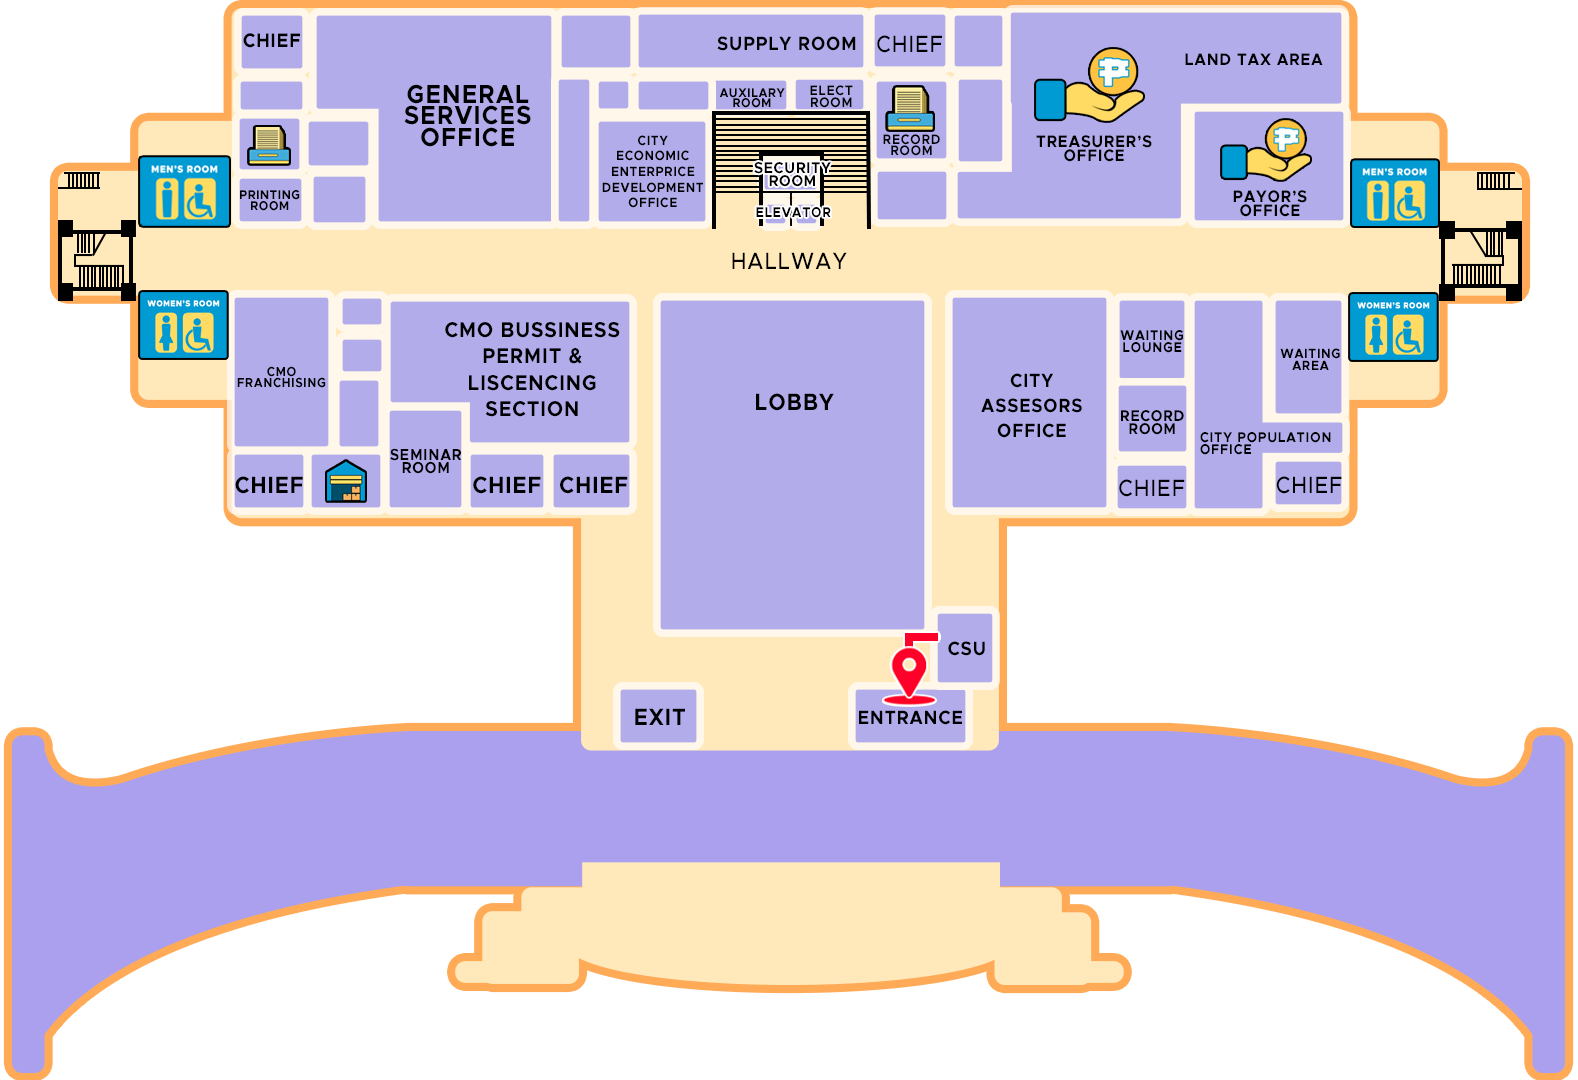 CHIEF
GENERAL
SERVICES
OFFICE
PRINTING
ROOM
SUPPLY ROOM
AUXILARY
ROOM
ELECT
ROOM
CITY
ECONOMIC
ENTERPRICE
DEVELOPMENT
OFFICE
SECURITY
ROOM
ELEVATOR
CHIEF
RECORD
ROOM
LAND TAX AREA
TREASURER'S
OFFICE
PAYOR'S
OFFICE
MEN'S ROOM
MEN'S ROOM
HALLWAY
WOMEN'S ROOM
WOMEN'S ROOM
CMO
FRANCHISING
CMO BUSSINESS
PERMIT &
LISCENCING
SECTION
SEMINAR
ROOM
CHIEF
CHIEF
CHIEF
LOBBY
CITY
ASSESORS
OFFICE
WAITING
LOUNGE
RECORD
ROOM
CHIEF
WAITING
AREA
CITY POPULATION
OFFICE
CHIEF
CSU
EXIT
ENTRANCE